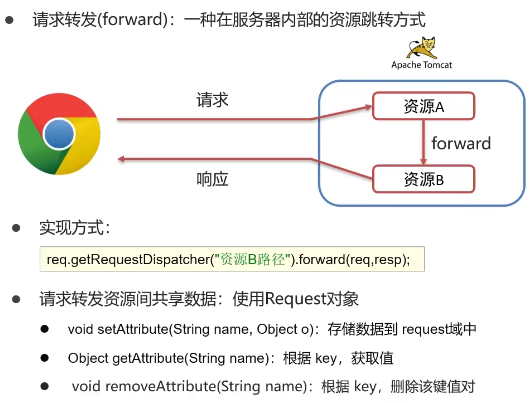 请求转发(forward)：一种在服务器内部的资源跳转方式
Apache Tomcat
请求
资源A
forward
资源B
响应
实现方式：
req.getRequestDispatcher("资源B路径").forward(req,resp);
请求转发资源间共享数据：使用Request对象
void setAttribute(String name, Object o)：存储数据到 request域中
Object getAttribute(String name)：根据 key，获取值
void removeAttribute(String name)：根据 key，删除该键值对